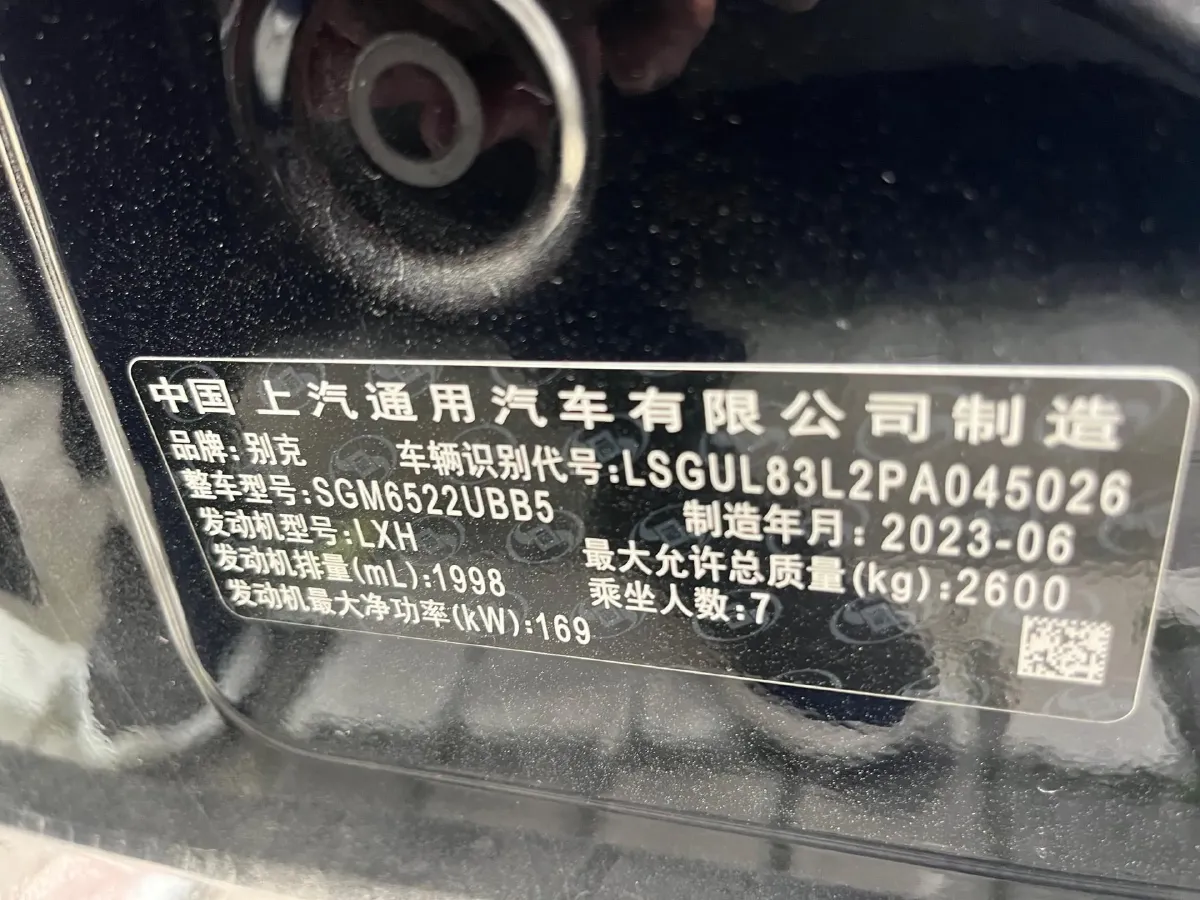 中国 上汽通用汽车有限公司制造
品牌：别克 车辆识别代号:LSGUL83L2PA045026
整车型号:SGM6522UBB5 制造年月：2023-06
发动机型号:LXH 最大允许总质量(kg):2600
发动机排量(mL):1998 乘坐人数:7
发动机最大净功率(kW):169